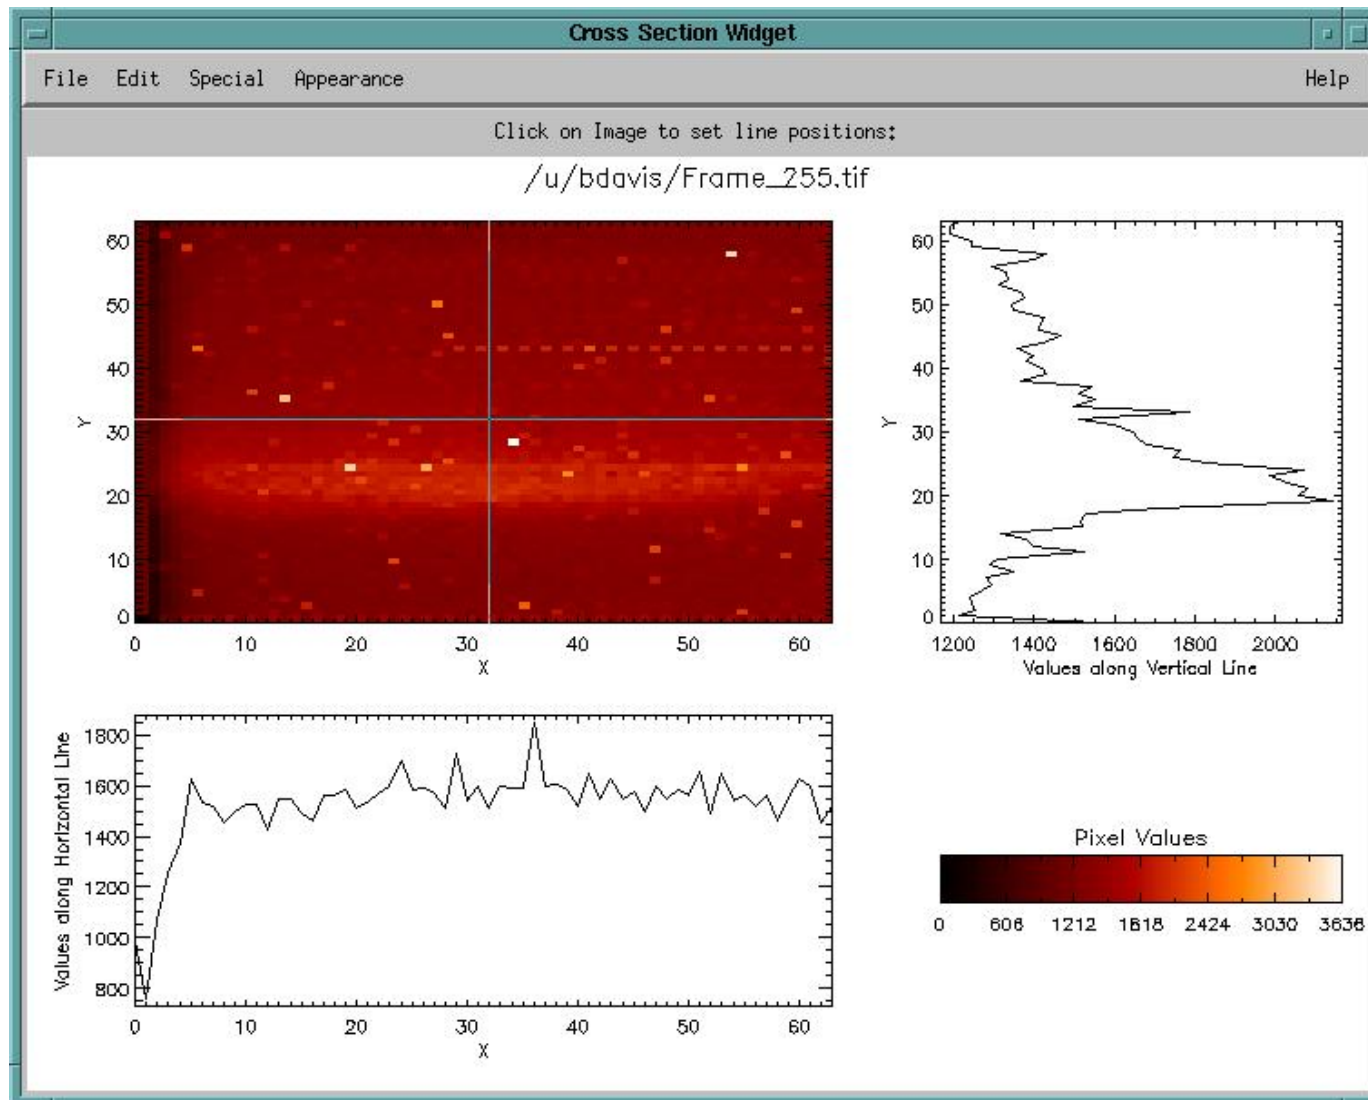 Cross Section Widget
File Edit Special Appearance Help
Click on Image to set line positions:
/u/bdavis/Frame_255.tif
60
50
40
30
20
10
0
Y
0 10 20 30 40 50 60
X
60
50
40
30
20
10
0
Y
1200 1400 1600 1800 2000
Values along Vertical Line
1800
1600
1400
1200
1000
800
Values along Horizontal Line
0 10 20 30 40 50 60
X
Pixel Values
0 606 1212 1818 2424 3030 3636